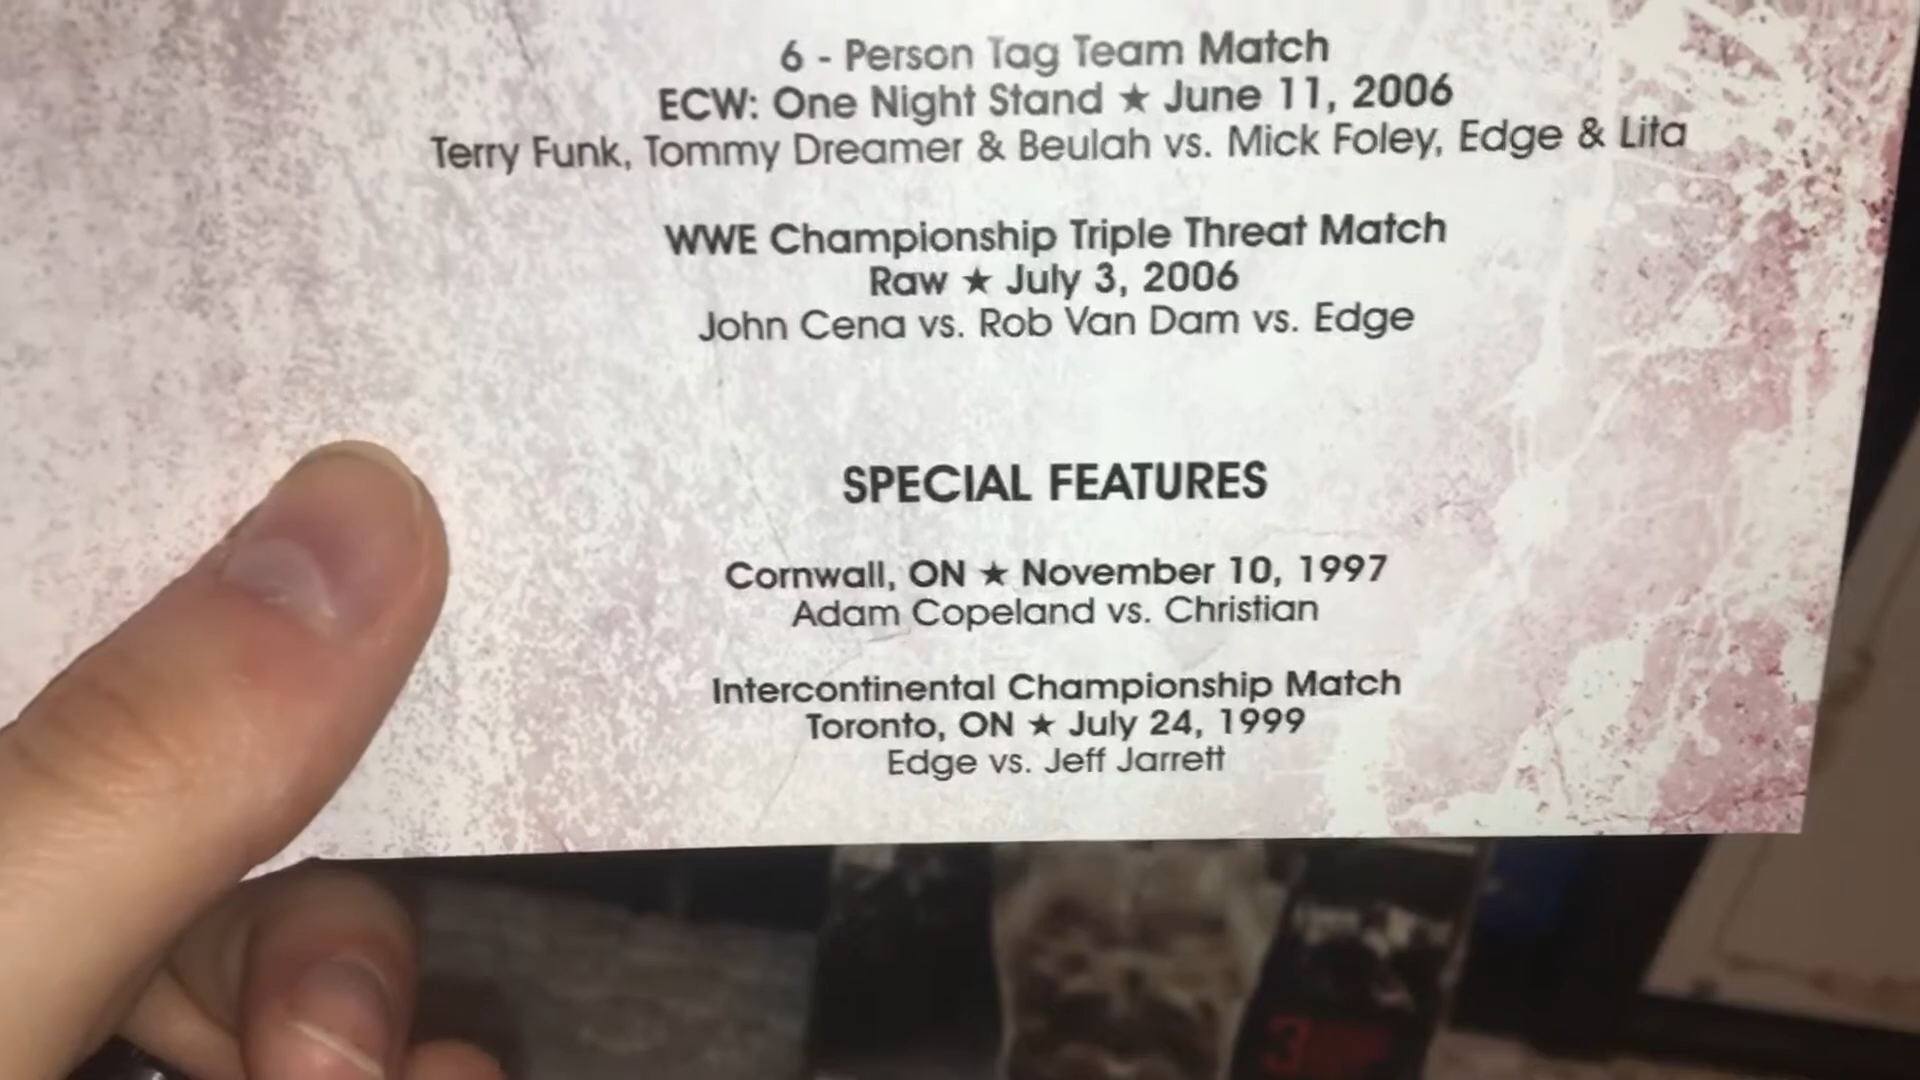 6 - Person Tag Team Match
ECW: One Night Stand ★ June 11, 2006
Terry Funk, Tommy Dreamer & Beulah vs. Mick Foley, Edge & Lita
WWE Championship Triple Threat Match
Raw ★ July 3, 2006
John Cena vs. Rob Van Dam vs. Edge
SPECIAL FEATURES
Cornwall, ON ★ November 10, 1997
Adam Copeland vs. Christian
Intercontinental Championship Match
Toronto, ON ★ July 24, 1999
Edge vs. Jeff Jarrett
3